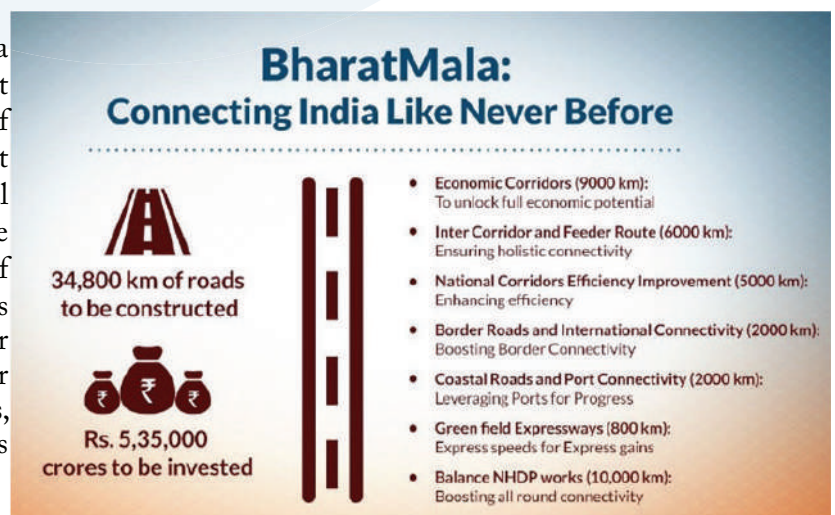 a
t
f
t
l
e
f
s
r
r
s,
s
BharatMala:
Connecting India Like Never Before
34,800 km of roads
to be constructed
Rs. 5,35,000
crores to be invested
• Economic Corridors (9000 km):
To unlock full economic potential
• Inter Corridor and Feeder Route (6000 km):
Ensuring holistic connectivity
• National Corridors Efficiency Improvement (5000 km):
Enhancing efficiency
• Border Roads and International Connectivity (2000 km):
Boosting Border Connectivity
• Coastal Roads and Port Connectivity (2000 km):
Leveraging Ports for Progress
• Green field Expressways (800 km):
Express speeds for Express gains
• Balance NHDP works (10,000 km):
Boosting all round connectivity